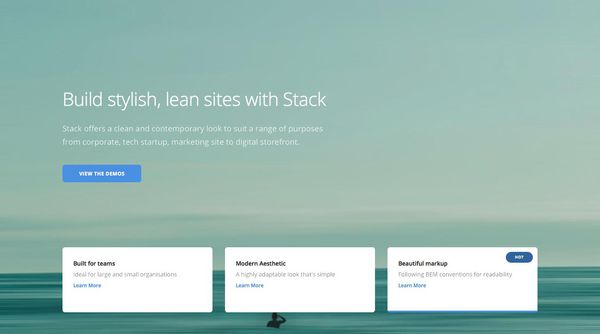 Build stylish, lean sites with Stack
Stack offers a clean and contemporary look to suit a range of purposes
from corporate, tech startup, marketing site to digital storefront.
VIEW THE DEMOS
Built for teams
Ideal for large and small organisations
Learn More
Modern Aesthetic
A highly adaptable look that's simple
Learn More
HOT
Beautiful markup
Following BEM conventions for readability
Learn More